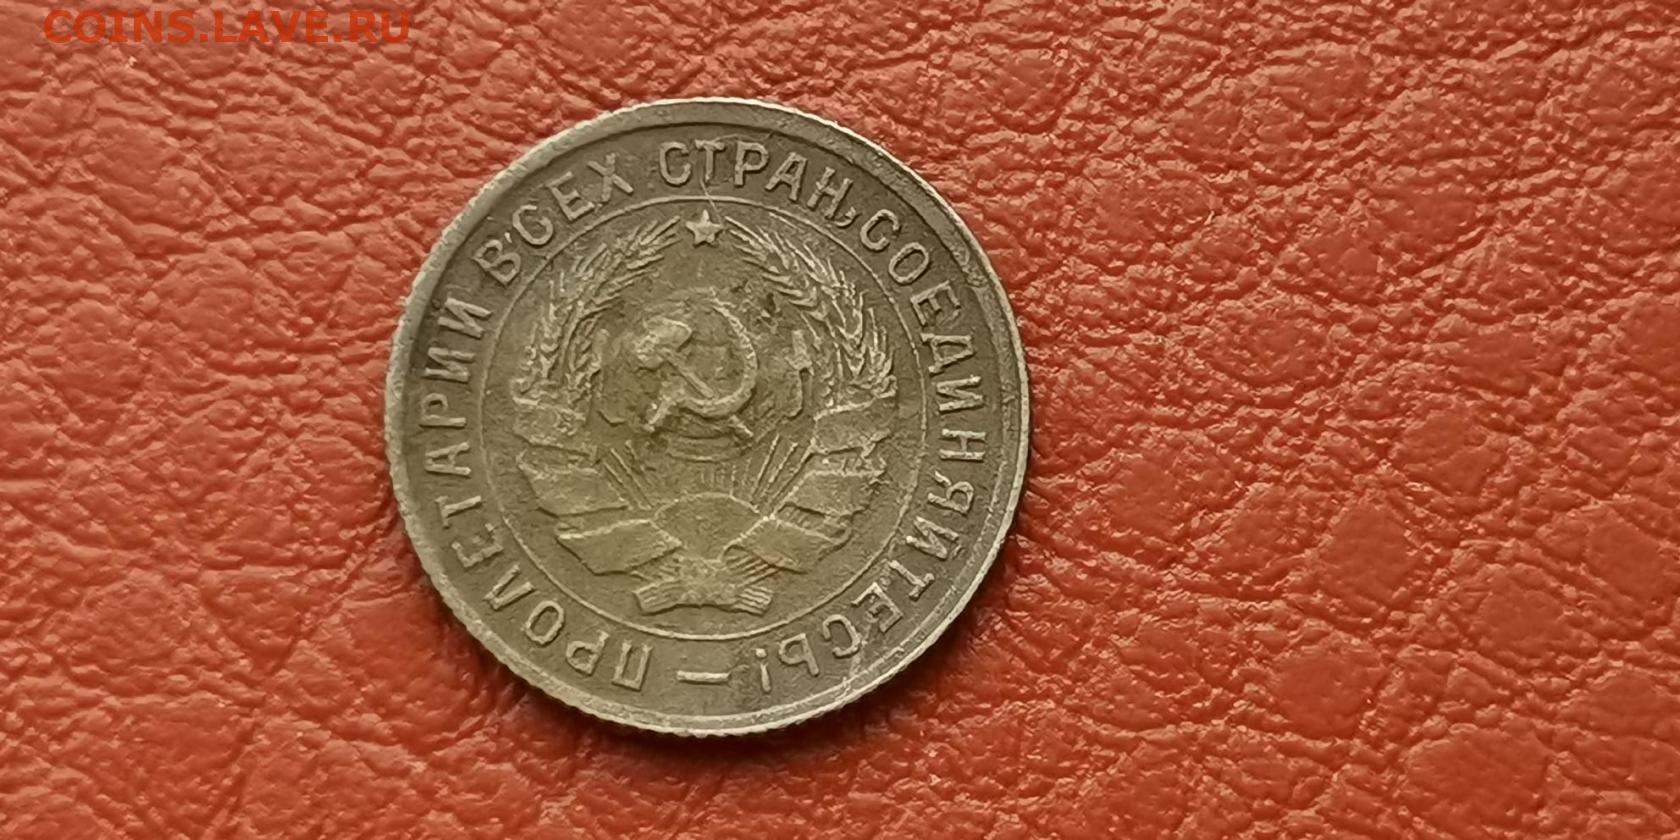 COINS.LAVE.RU
ПРОЛЕТАРИИ ВСЕХ СТРАН, СОЕДИНЯЙТЕСЬ! —